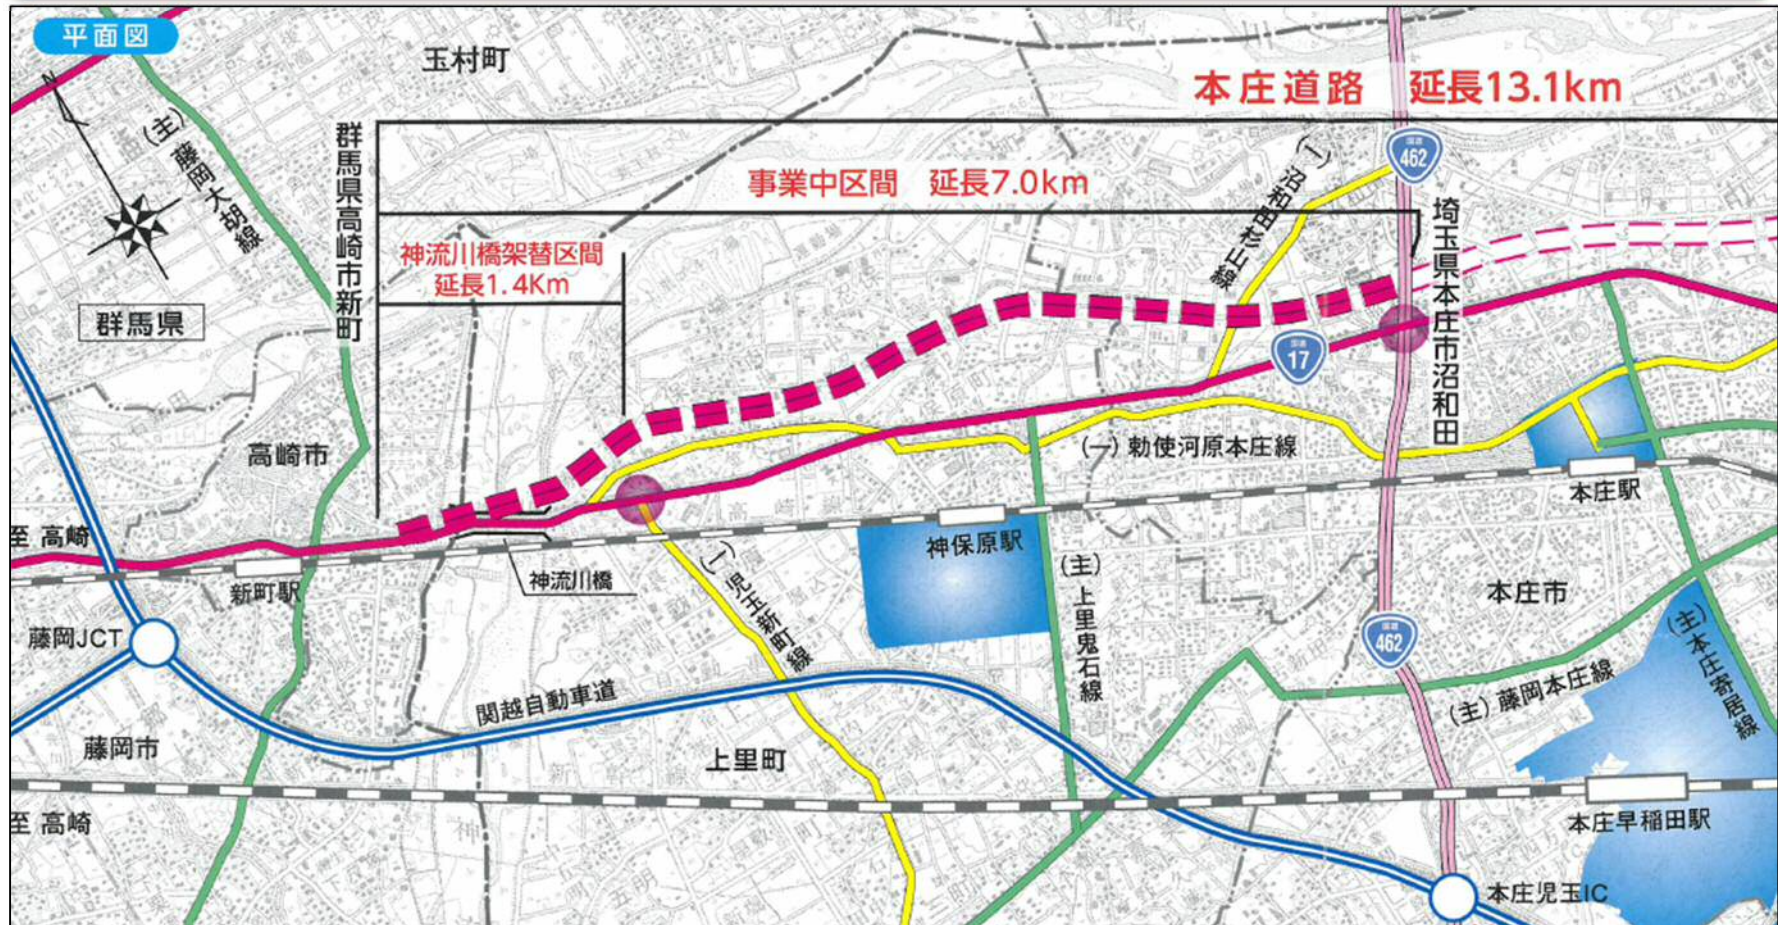 平面図
玉村町
本庄道路 延長13.1km
N
(主)藤岡大胡線
群馬県高崎市新町
事業中区間 延長7.0km
(一)沼和田杉山線
国道
462
埼玉県本庄市沼和田
神流川橋架替区間
延長1.4Km
群馬県
国道
17
高崎市
(一)勅使河原本庄線
本庄駅
至 高崎
新町駅
神流川橋
神保原駅
(一)児玉新町線
(主)上里鬼石線
本庄市
国道
462
(主)本庄寄居線
藤岡JCT
関越自動車道
(主)藤岡本庄線
藤岡市
上里町
至 高崎
本庄早稲田駅
本庄児玉IC